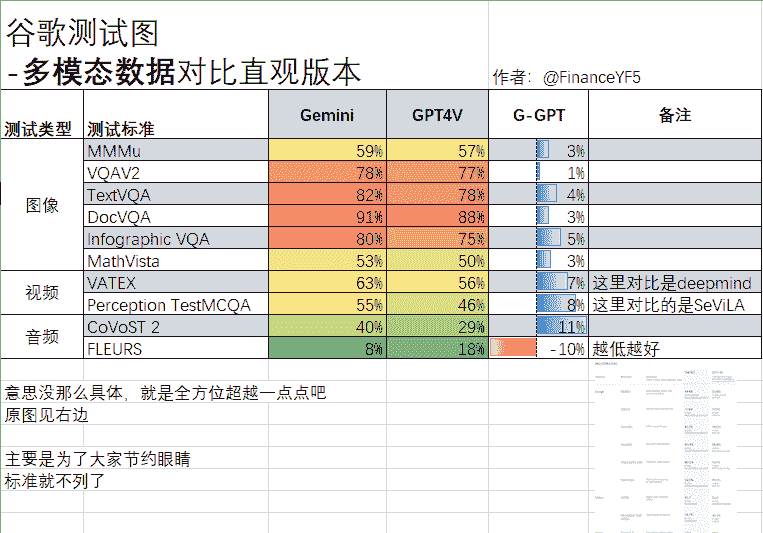 谷歌测试图
-多模态数据对比直观版本
作者：@FinanceYF5
测试类型 测试标准 Gemini GPT4V G-GPT 备注
图像
MMMu 59% 57% 3%
VQAV2 78% 77% 1%
TextVQA 82% 78% 4%
DocVQA 91% 88% 3%
Infographic VQA 80% 75% 5%
MathVista 53% 50% 3%
视频
VATEX 63% 56% 7% 这里对比是deepmind
Perception TestMCQA 55% 46% 8% 这里对比的是SeViLA
音频
CoVoST 2 40% 29% 11%
FLEURS 8% 18% -10% 越低越好
意思没那么具体，就是全方位超越一点点吧
原图见右边
主要是为了大家节约眼睛
标准就不列了